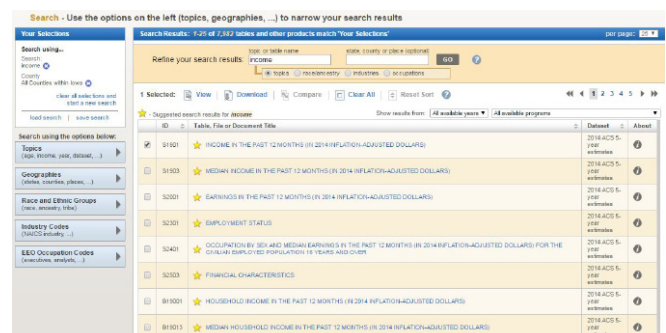 Search - Use the options on the left (topics, geographies, ...) to narrow your search results
Your Selections
Search using...
Search
income
County
All Counties within Iowa
clear all selections and
start a new search
load search | save search
Search using the options below:
Topics
(age, income, year, dataset, ...)
Geographies
(states, counties, places, ...)
Race and Ethnic Groups
(race, ancestry, tribe)
Industry Codes
(NAICS industry, ...)
EEO Occupation Codes
(executives, analysts, ...)
Search Results: 1-25 of tables and other products match 'Your Selections'
per page: 25
topic or table name
state, county or place (optional)
Refine your search results: income
GO
topics race/ancestry industries occupations
1 Selected: View | Download | Compare | Clear All | Reset Sort
1 2 3 4 5
- Suggested search results for income
Show results from: All available years All available programs
ID Table, File or Document Title Dataset About
S1901 INCOME IN THE PAST 12 MONTHS (IN 2014 INFLATION-ADJUSTED DOLLARS)
2014 ACS 5-
year
estimates
S1903 MEDIAN INCOME IN THE PAST 12 MONTHS (IN 2014 INFLATION-ADJUSTED DOLLARS)
2014 ACS 5-
year
estimates
S2001 EARNINGS IN THE PAST 12 MONTHS (IN 2014 INFLATION-ADJUSTED DOLLARS)
2014 ACS 5-
year
estimates
S2301 EMPLOYMENT STATUS
2014 ACS 5-
year
estimates
S2401 OCCUPATION BY SEX AND MEDIAN EARNINGS IN THE PAST 12 MONTHS (IN 2014 INFLATION-ADJUSTED DOLLARS) FOR THE
CIVILIAN EMPLOYED POPULATION 16 YEARS AND OVER
2014 ACS 5-
year
estimates
S2503 FINANCIAL CHARACTERISTICS
2014 ACS 5-
year
estimates
B19001 HOUSEHOLD INCOME IN THE PAST 12 MONTHS (IN 2014 INFLATION-ADJUSTED DOLLARS)
2014 ACS 5-
year
estimates
B19013 MEDIAN HOUSEHOLD INCOME IN THE PAST 12 MONTHS (IN 2014 INFLATION-ADJUSTED DOLLARS)
2014 ACS 5-
year